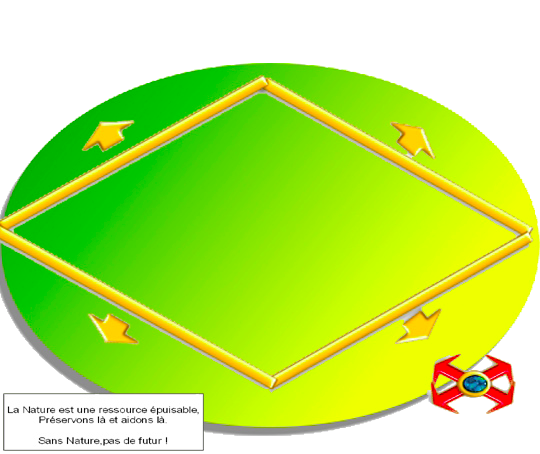 La Nature est une ressource épuisable,
Préservons là et aidons là.
Sans Nature,pas de futur !